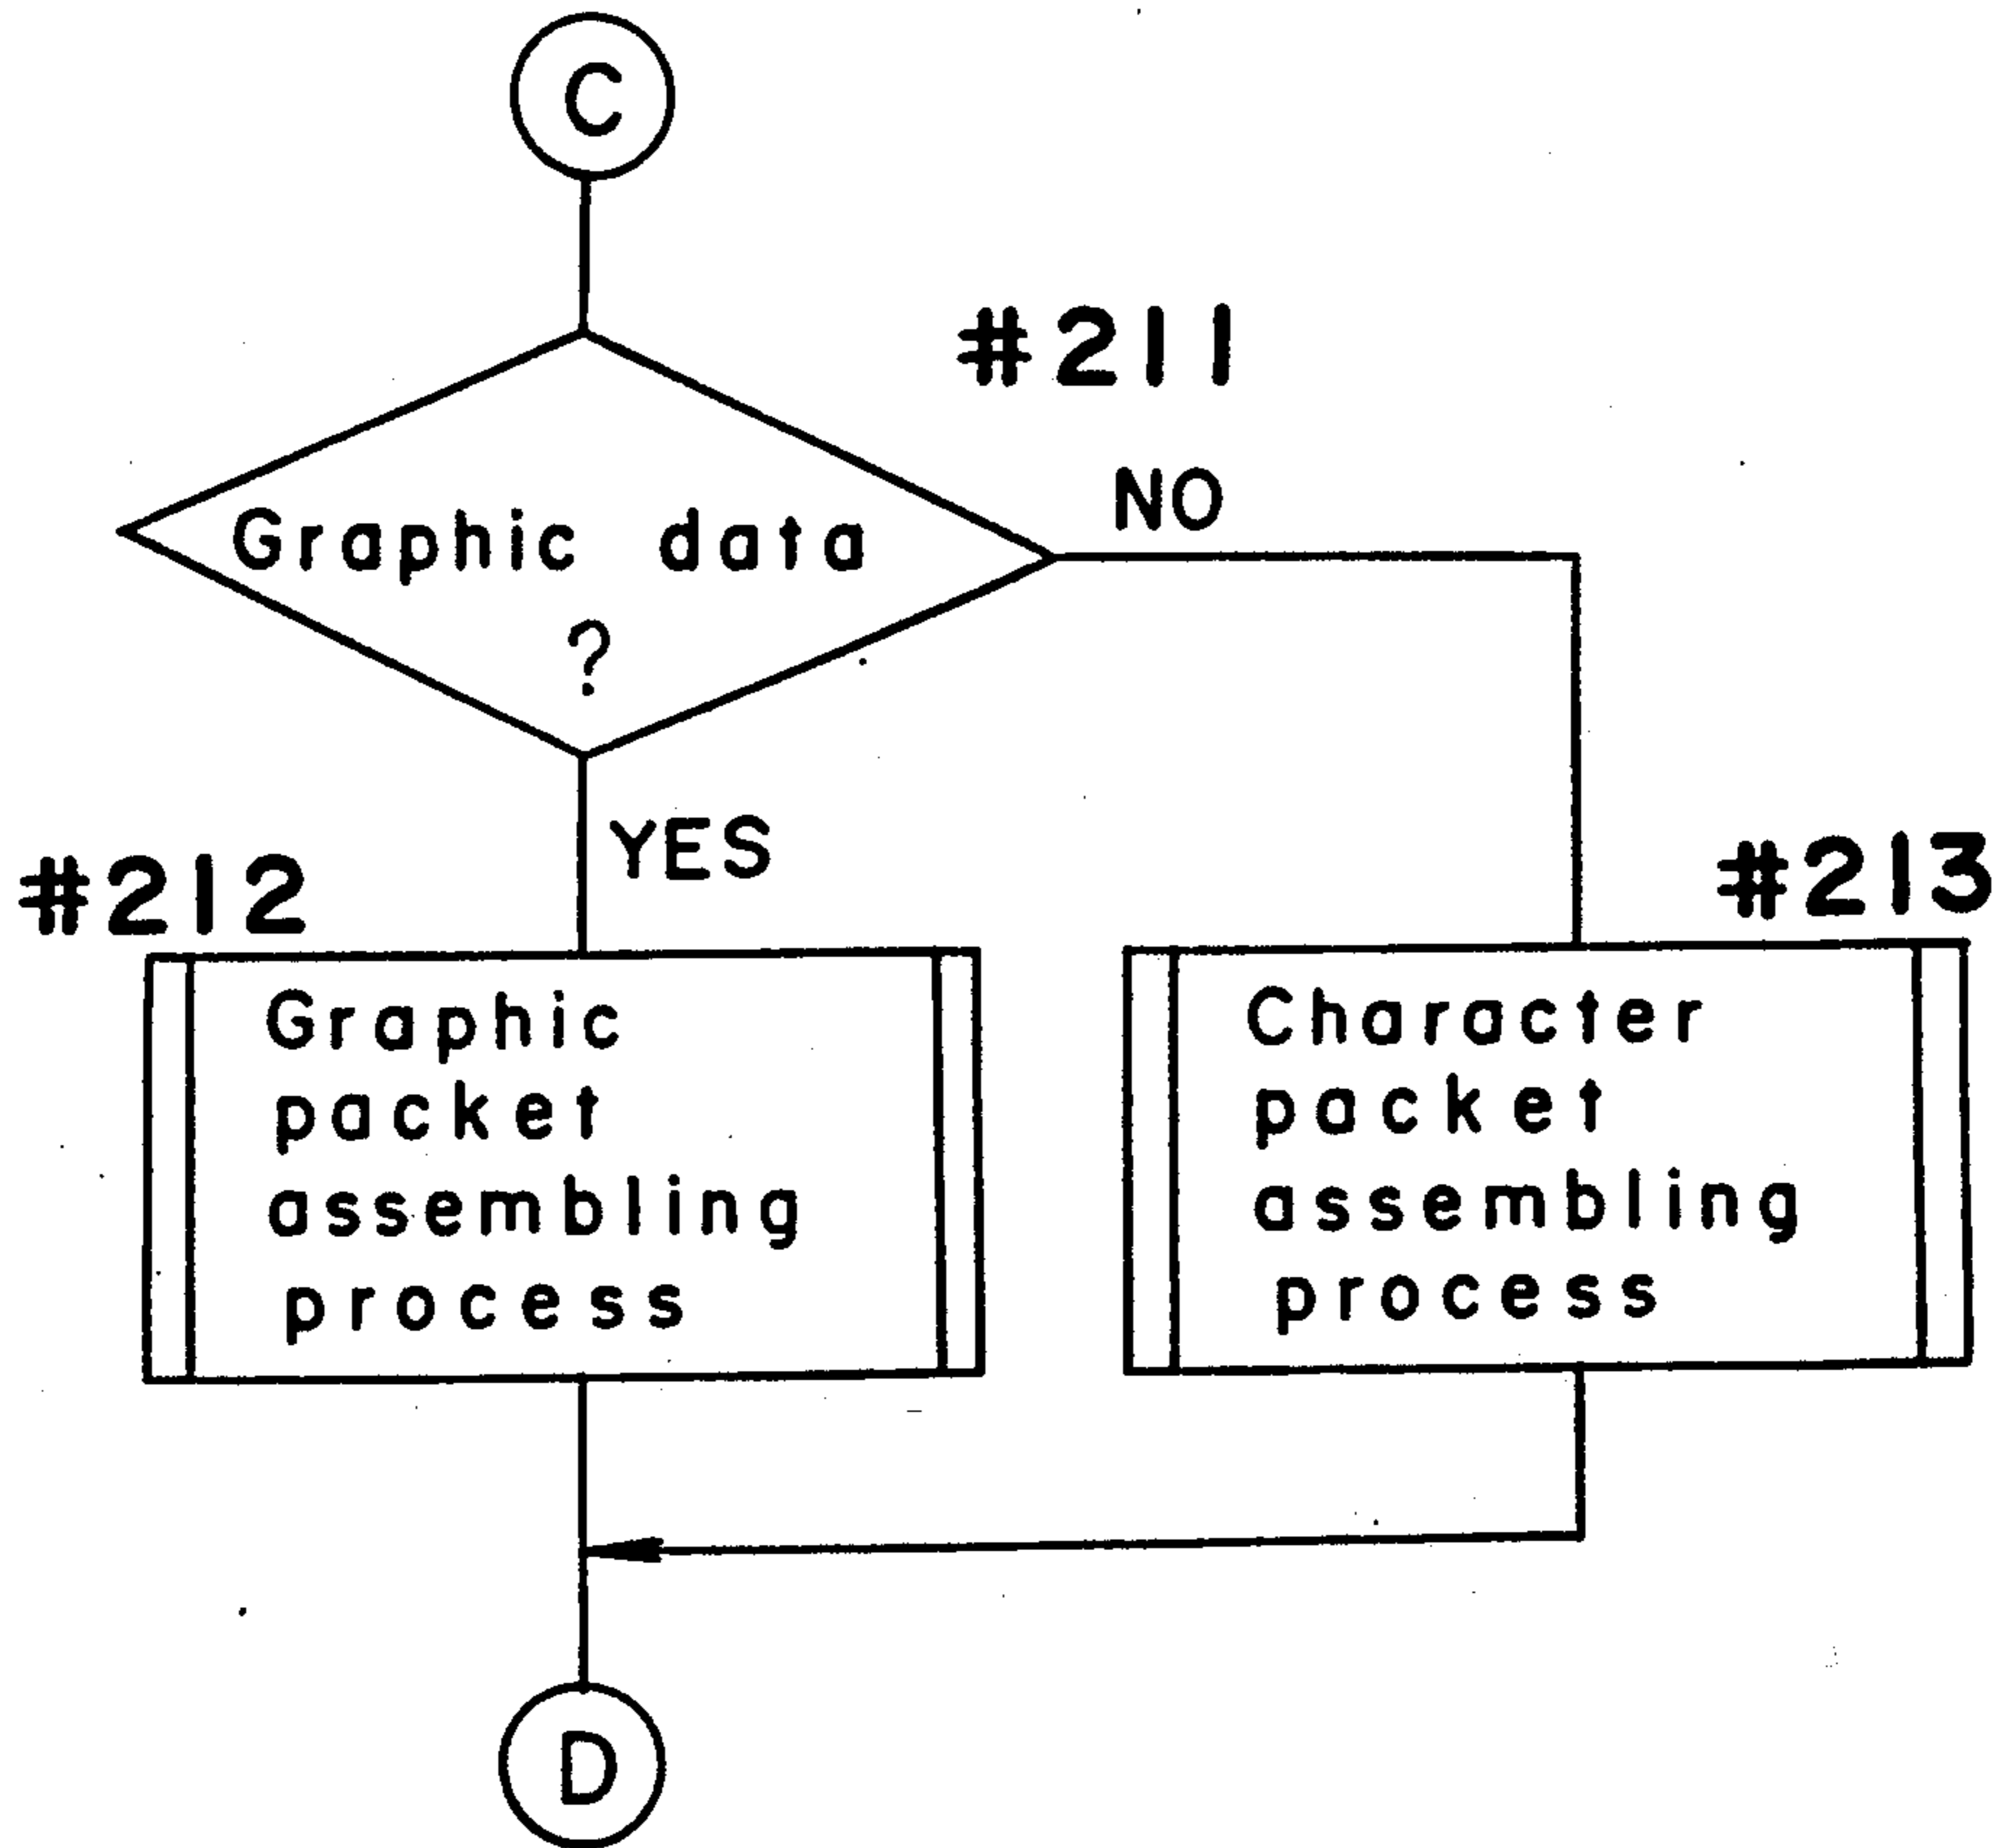 C
#211
Graphic data
?
NO
YES
#212
Graphic
packet
assembling
process
#213
Character
packet
assembling
process
D